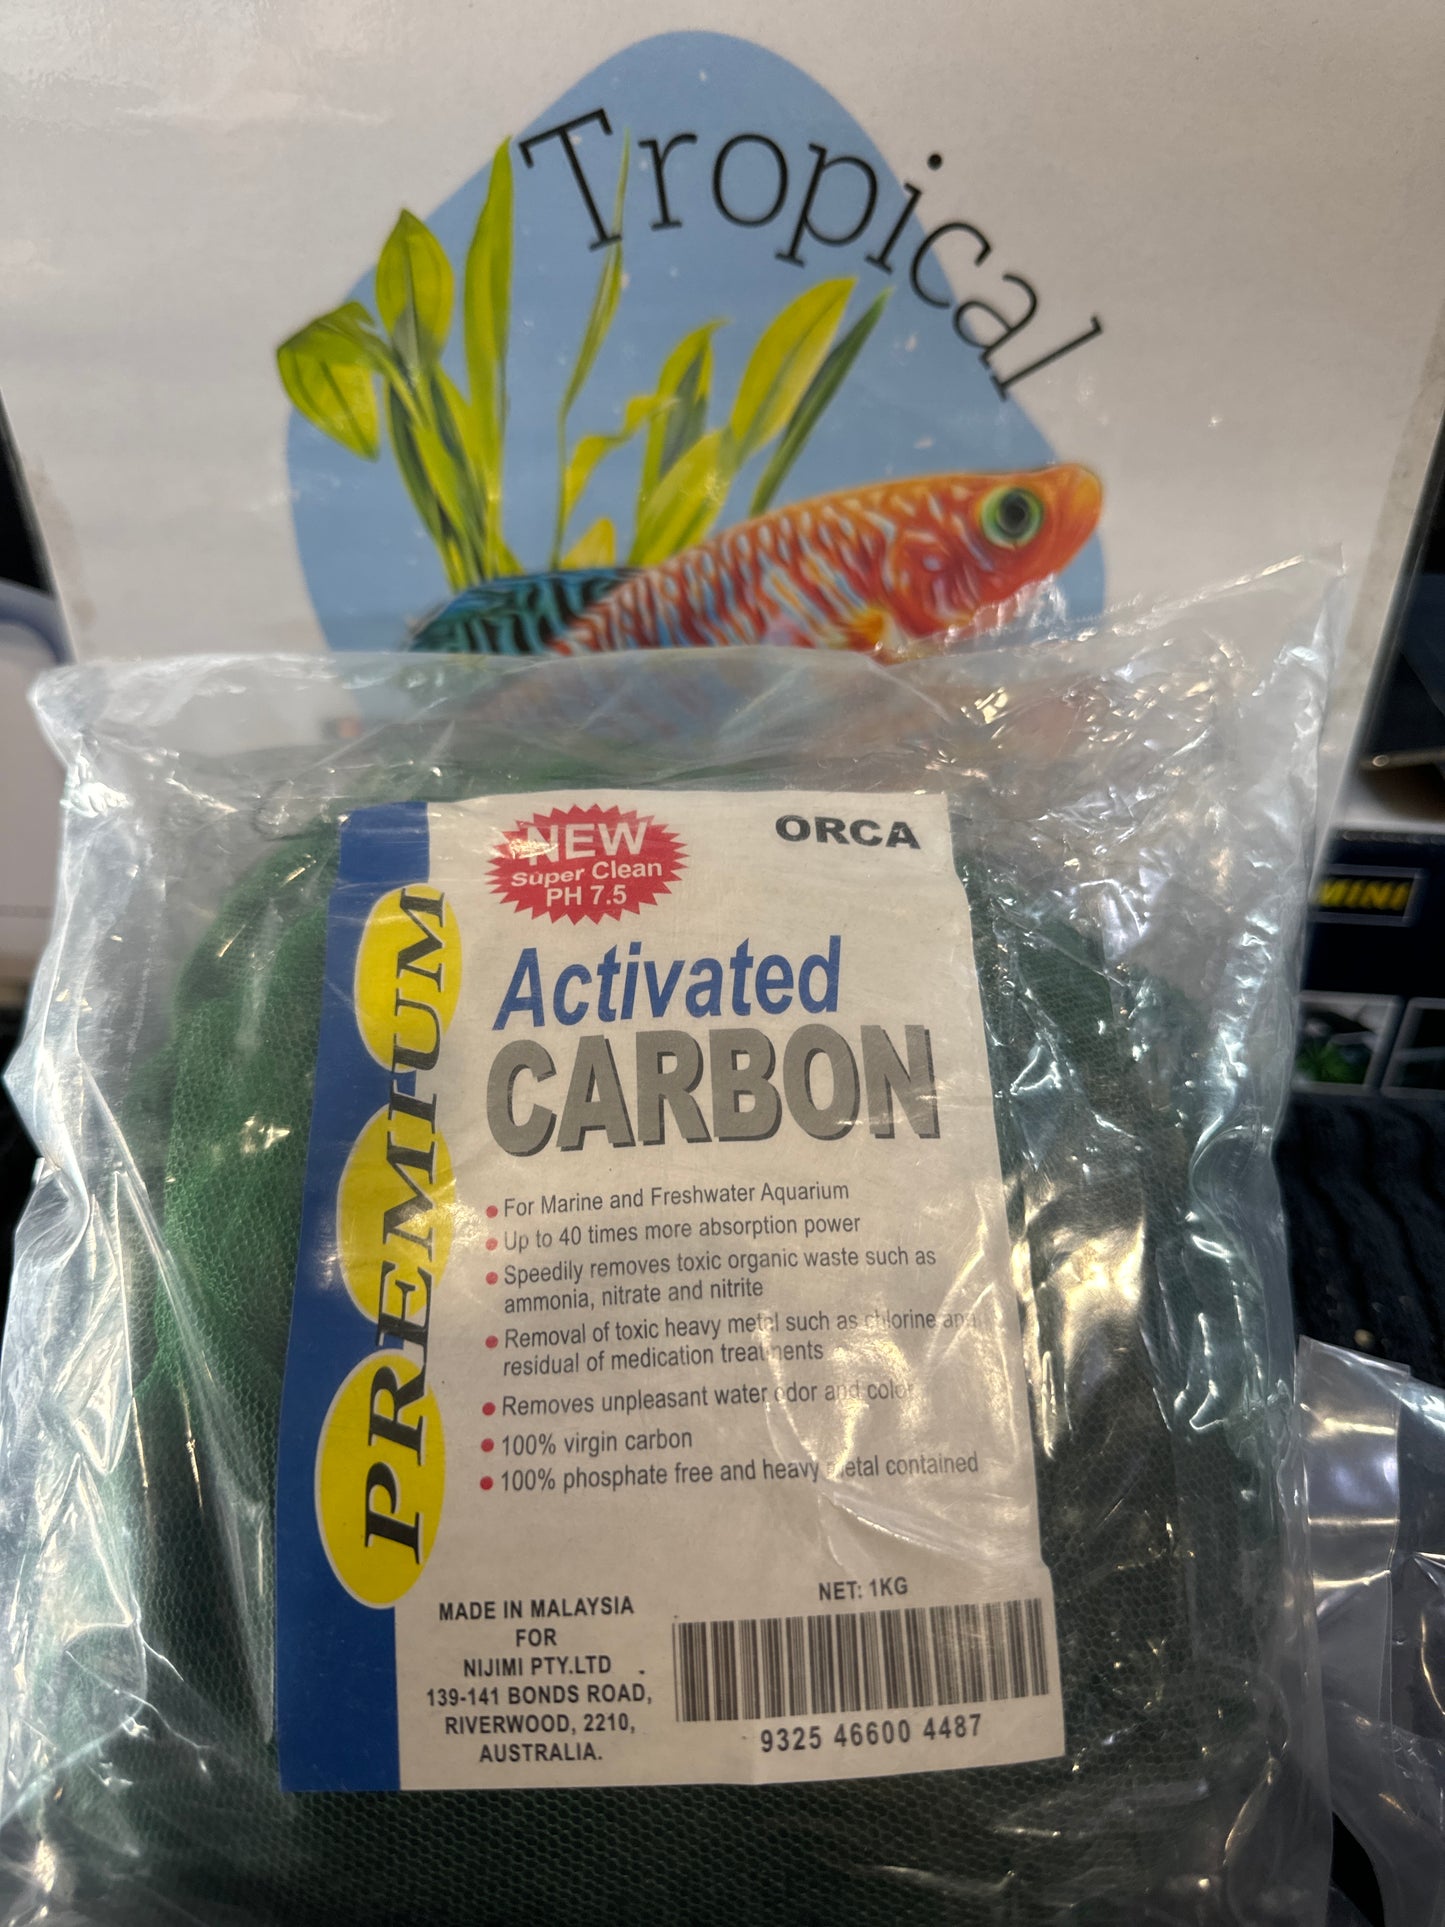 Tropical
NEW
Super Clean
PH 7.5
ORCA
PREMIUM
Activated
CARBON
For Marine and Freshwater Aquarium
Up to 40 times more absorption power
Speedily removes toxic organic waste such as
ammonia, nitrate and nitrite
Removal of toxic heavy metal such as chlorine and
residual of medication treatments
Removes unpleasant water odor and color
100% virgin carbon
100% phosphate free and heavy metal contained
MADE IN MALAYSIA
FOR
NIJIMI PTY.LTD
139-141 BONDS ROAD,
RIVERWOOD, 2210,
AUSTRALIA.
NET: 1KG
9325 46600 4487
MINI